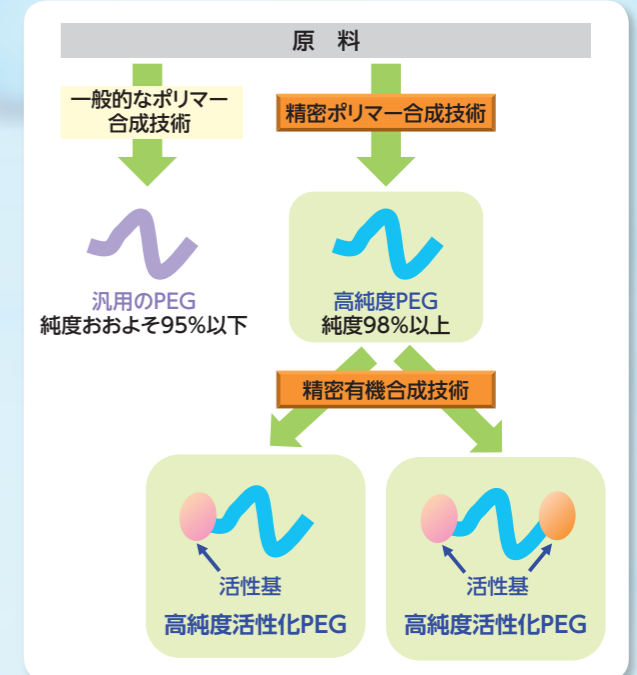 原 料
一般的なポリマー
合成技術
精密ポリマー合成技術
汎用のPEG
純度おおよそ95%以下
高純度PEG
純度98%以上
精密有機合成技術
活性基
高純度活性化PEG
活性基
高純度活性化PEG